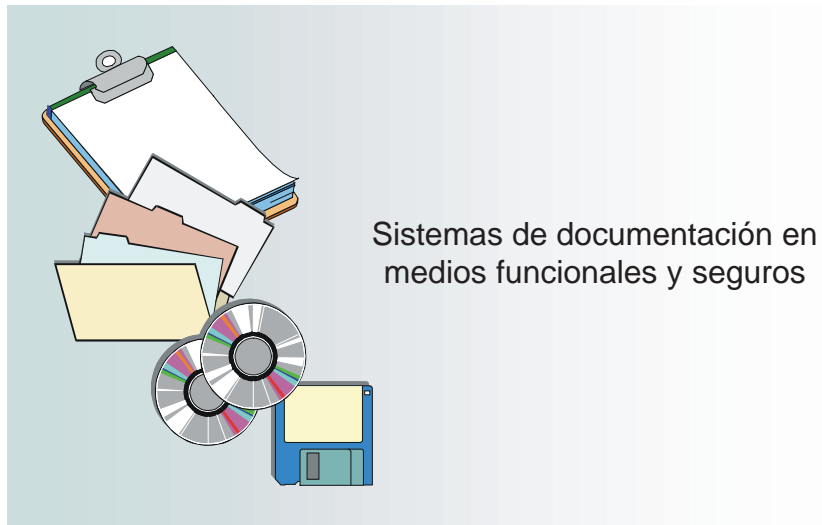 Sistemas de documentación en
medios funcionales y seguros